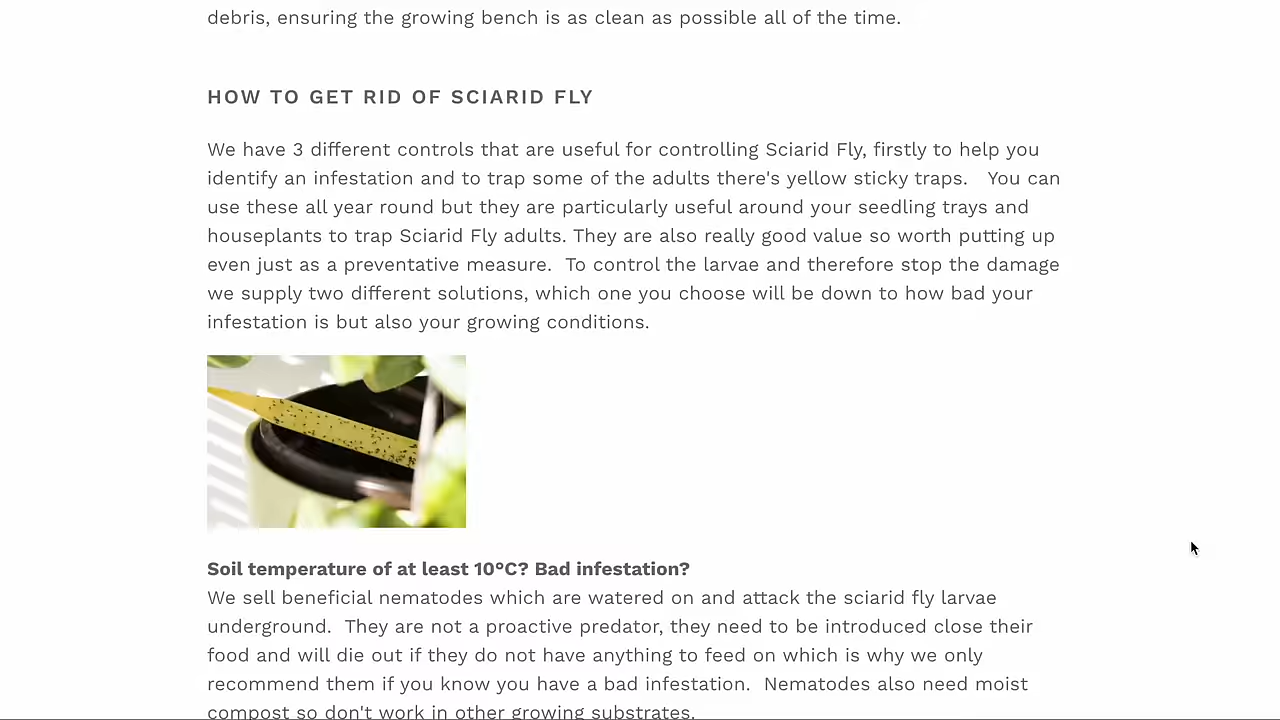 debris, ensuring the growing bench is as clean as possible all of the time.
HOW TO GET RID OF SCIARID FLY
We have 3 different controls that are useful for controlling Sciarid Fly, firstly to help you
identify an infestation and to trap some of the adults there's yellow sticky traps.   You can
use these all year round but they are particularly useful around your seedling trays and
houseplants to trap Sciarid Fly adults. They are also really good value so worth putting up
even just as a preventative measure.  To control the larvae and therefore stop the damage
we supply two different solutions, which one you choose will be down to how bad your
infestation is but also your growing conditions.
Soil temperature of at least 10°C? Bad infestation?
We sell beneficial nematodes which are watered on and attack the sciarid fly larvae
underground.  They are not a proactive predator, they need to be introduced close their
food and will die out if they do not have anything to feed on which is why we only
recommend them if you know you have a bad infestation.  Nematodes also need moist
compost so don't work in other growing substrates.